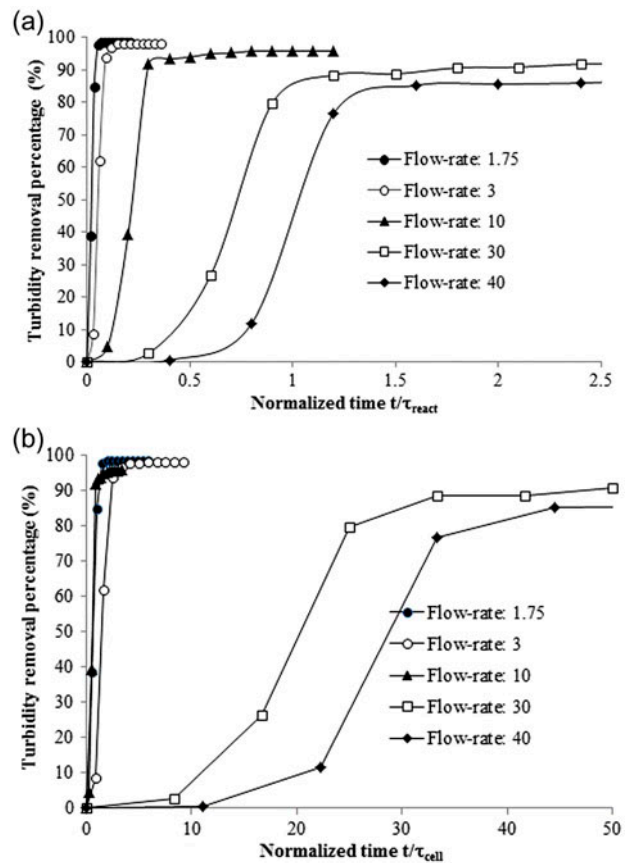 (a)
100
90
80
70
60
50
40
30
20
10
0
Turbidity removal percentage (%)
Flow-rate: 1.75
Flow-rate: 3
Flow-rate: 10
Flow-rate: 30
Flow-rate: 40
0 0.5 1 1.5 2 2.5
Normalized time t/τreact
(b)
100
90
80
70
60
50
40
30
20
10
0
Turbidity removal percentage (%)
Flow-rate: 1.75
Flow-rate: 3
Flow-rate: 10
Flow-rate: 30
Flow-rate: 40
0 10 20 30 40 50
Normalized time t/τcell